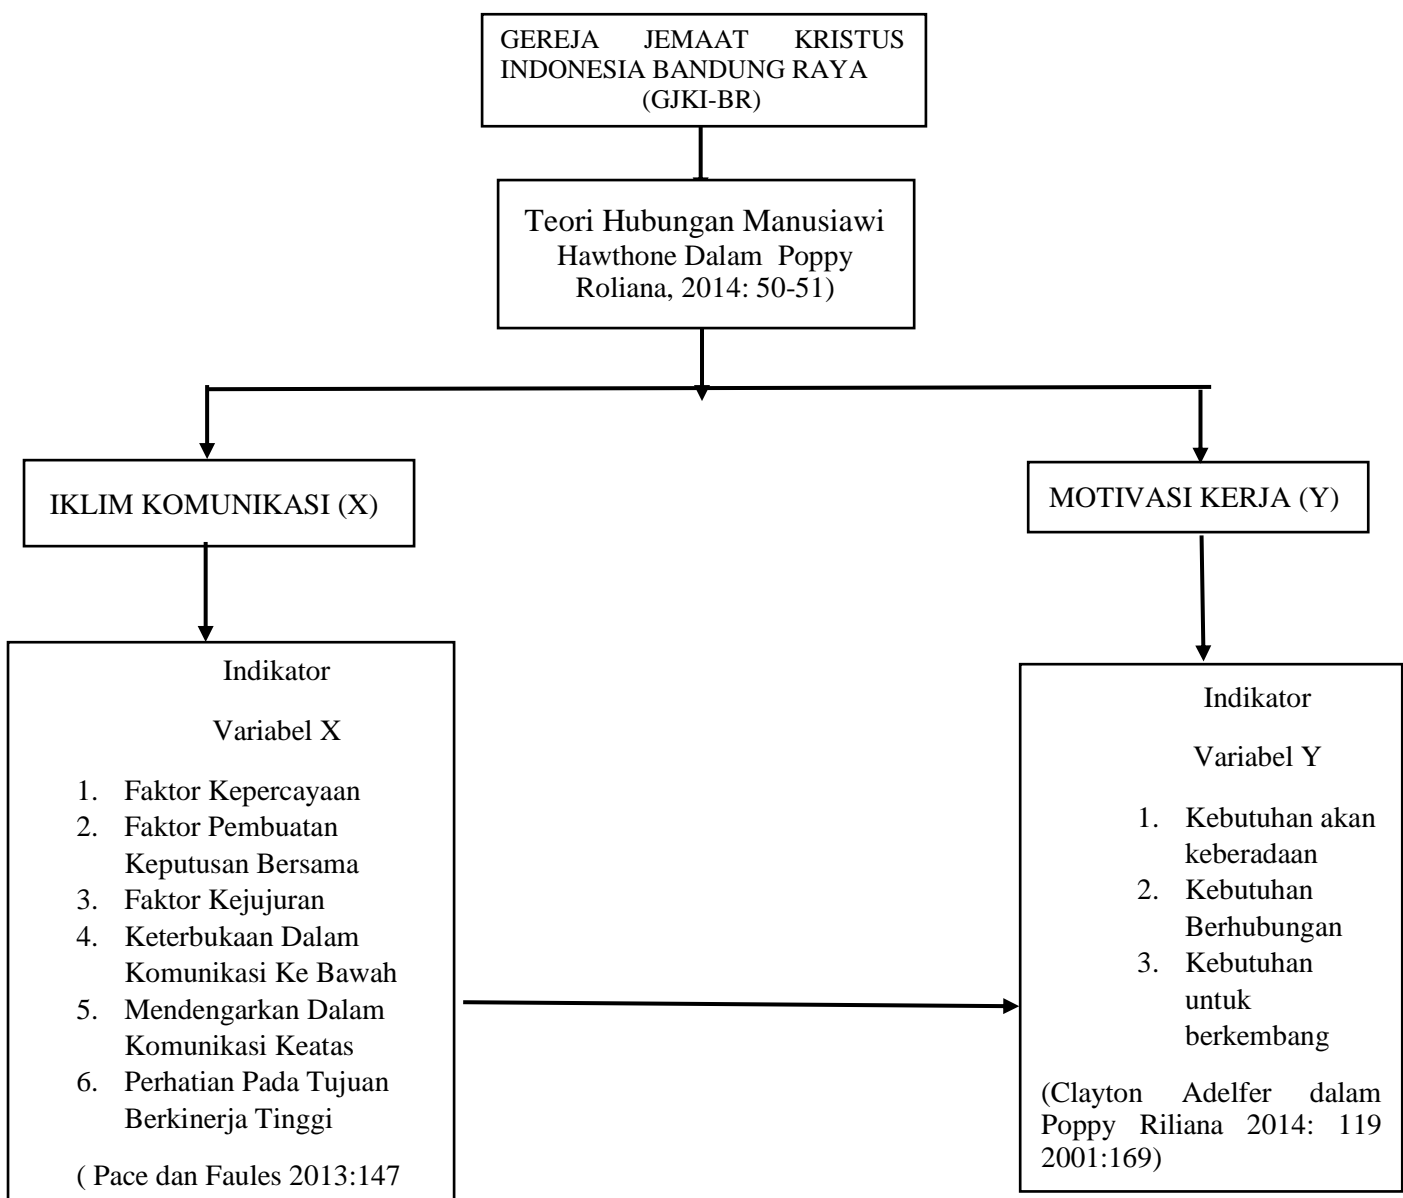 GEREJA JEMAAT KRISTUS
INDONESIA BANDUNG RAYA
(GJKI-BR)
Teori Hubungan Manusiawi
Hawthone Dalam Poppy
Roliana, 2014: 50-51)
IKLIM KOMUNIKASI (X)
MOTIVASI KERJA (Y)
Indikator
Variabel X
1. Faktor Kepercayaan
2. Faktor Pembuatan
Keputusan Bersama
3. Faktor Kejujuran
4. Keterbukaan Dalam
Komunikasi Ke Bawah
5. Mendengarkan Dalam
Komunikasi Keatas
6. Perhatian Pada Tujuan
Berkinerja Tinggi
( Pace dan Faules 2013:147
Indikator
Variabel Y
1. Kebutuhan akan
keberadaan
2. Kebutuhan
Berhubungan
3. Kebutuhan
untuk
berkembang
(Clayton Adelfer dalam
Poppy Riliana 2014: 119
2001:169)